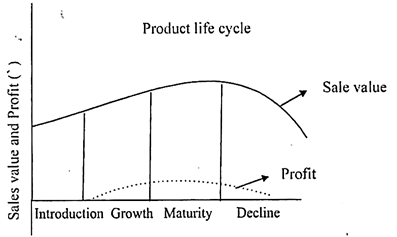 Product life cycle
Sale value
Sales value and Profit (`)
Profit
Introduction Growth Maturity Decline